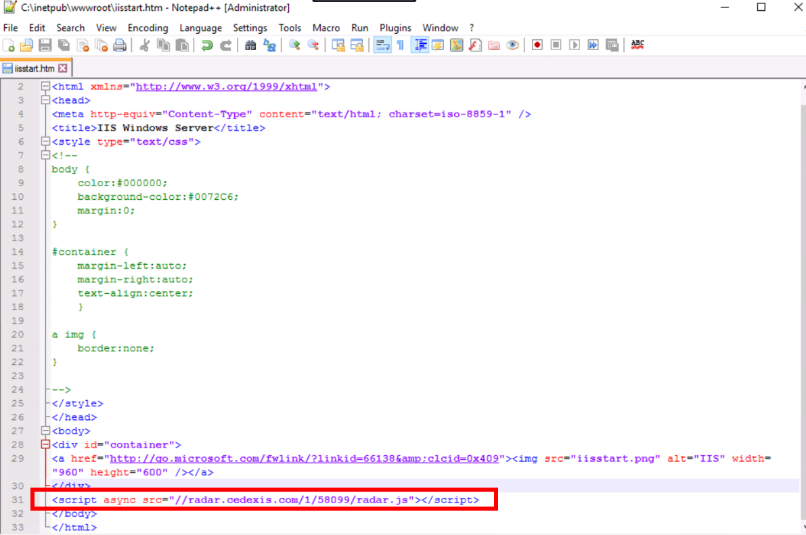 C:\inetpub\wwwroot\iisstart.htm - Notepad++ [Administrator]
File Edit Search View Encoding Language Settings Tools Macro Run Plugins Window ?
iisstart.htm
2 <html xmlns="http://www.w3.org/1999/xhtml">
3 <head>
4 <meta http-equiv="Content-Type" content="text/html; charset=iso-8859-1" />
5 <title>IIS Windows Server</title>
6 <style type="text/css">
7 <!--
8 body {
9 color:#000000;
10 background-color:#0072C6;
11 margin:0;
12 }
13
14 #container {
15 margin-left:auto;
16 margin-right:auto;
17 text-align:center;
18 }
19
20 a img {
21 border:none;
22 }
23
24 -->
25 </style>
26 </head>
27 <body>
28 <div id="container">
29 <a href="http://go.microsoft.com/fwlink/?linkid=66138&amp;clcid=0x409"><img src="iisstart.png" alt="IIS" width=
"960" height="600" /></a>
30 </div>
31 <script async src="//radar.cedexis.com/1/58099/radar.js"></script>
32 </body>
33 </html>